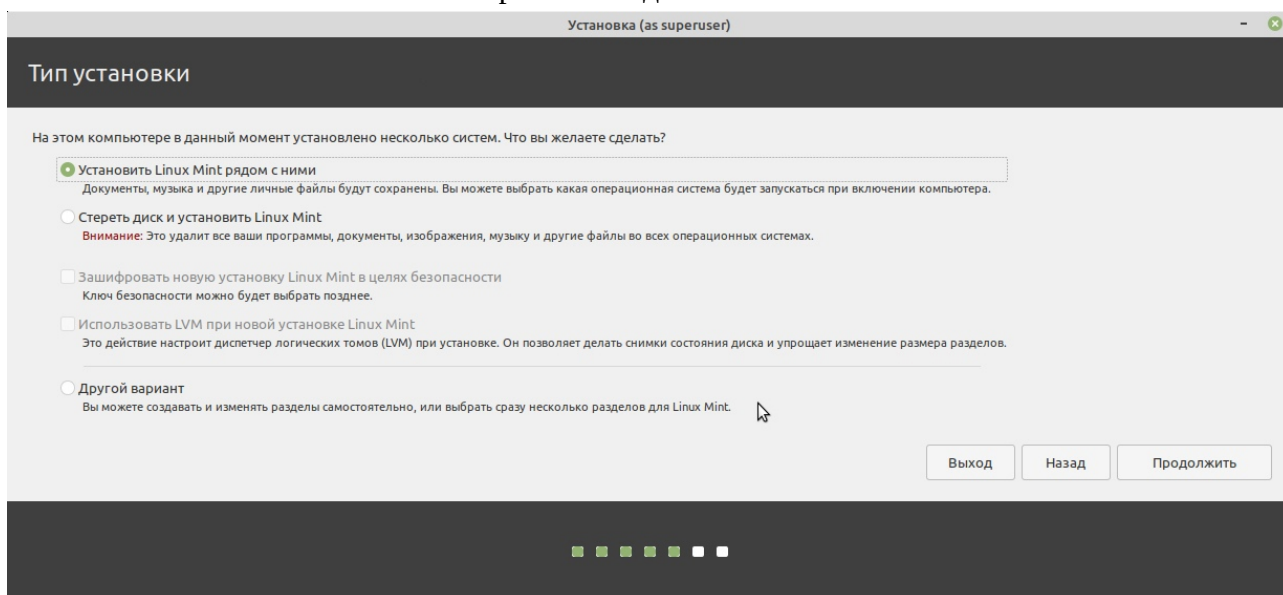 Установка (as superuser)
Тип установки
На этом компьютере в данный момент установлено несколько систем. Что вы желаете сделать?
Установить Linux Mint рядом с ними
Документы, музыка и другие личные файлы будут сохранены. Вы можете выбрать какая операционная система будет запускаться при включении компьютера.
Стереть диск и установить Linux Mint
Внимание: Это удалит все ваши программы, документы, изображения, музыку и другие файлы во всех операционных системах.
Зашифровать новую установку Linux Mint в целях безопасности
Ключ безопасности можно будет выбрать позднее.
Использовать LVM при новой установке Linux Mint
Это действие настроит диспетчер логических томов (LVM) при установке. Он позволяет делать снимки состояния диска и упрощает изменение размера разделов.
Другой вариант
Вы можете создавать и изменять разделы самостоятельно, или выбрать сразу несколько разделов для Linux Mint.
Выход Назад Продолжить